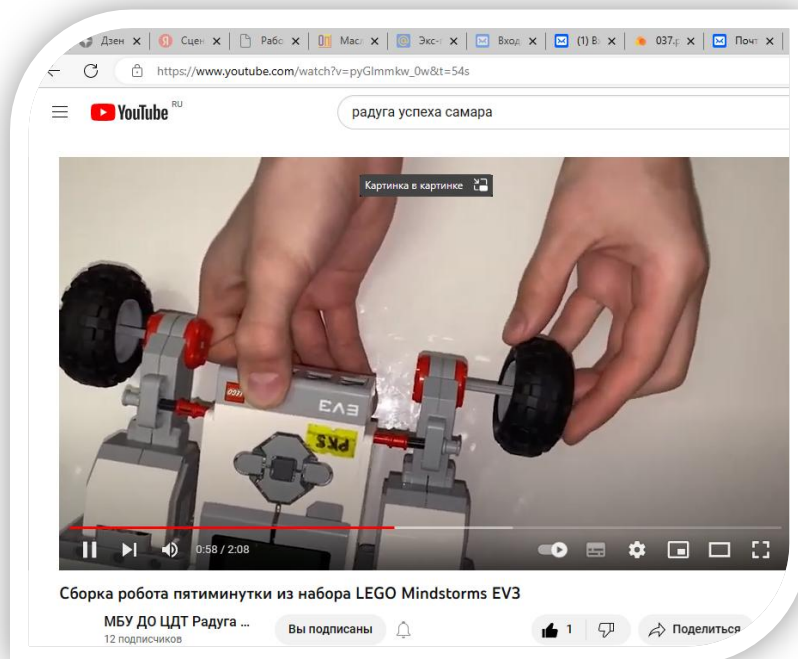 Дзен
Сцен
Рабо
Мас
Экс-
Вход
(1) В
037.
Почт
https://www.youtube.com/watch?v=pyGlmmkw_0w&t=54s
YouTube RU
радуга успеха самара
Картинка в картинке
LEGO
EV3
PKS
0:58 / 2:08
Сборка робота пятиминутки из набора LEGO Mindstorms EV3
МБУ ДО ЦДТ Радуга ...
12 подписчиков
Вы подписаны
1
Поделиться